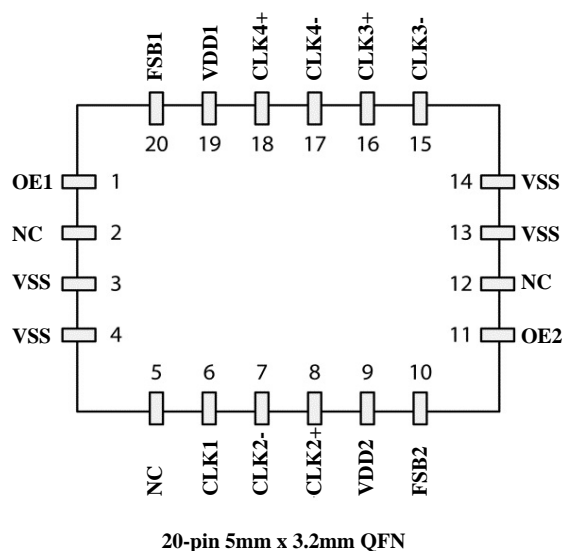 FSB1
VDD1
CLK4+
CLK4-
CLK3+
CLK3-
20 19 18 17 16 15
OE1 1
14 VSS
NC 2
13 VSS
VSS 3
12 NC
VSS 4
11 OE2
5 6 7 8 9 10
NC
CLK1
CLK2-
CLK2+
VDD2
FSB2
20-pin 5mm x 3.2mm QFN